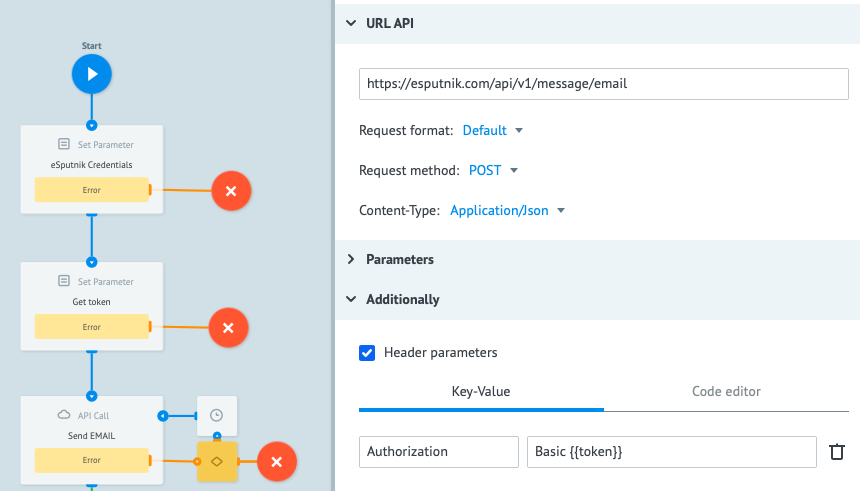 Start
Set Parameter
eSputnik Credentials
Error
Set Parameter
Get token
Error
API Call
Send EMAIL
Error
URL API
https://esputnik.com/api/v1/message/email
Request format: Default
Request method: POST
Content-Type: Application/Json
Parameters
Additionally
Header parameters
Key-Value Code editor
Authorization Basic {{token}}